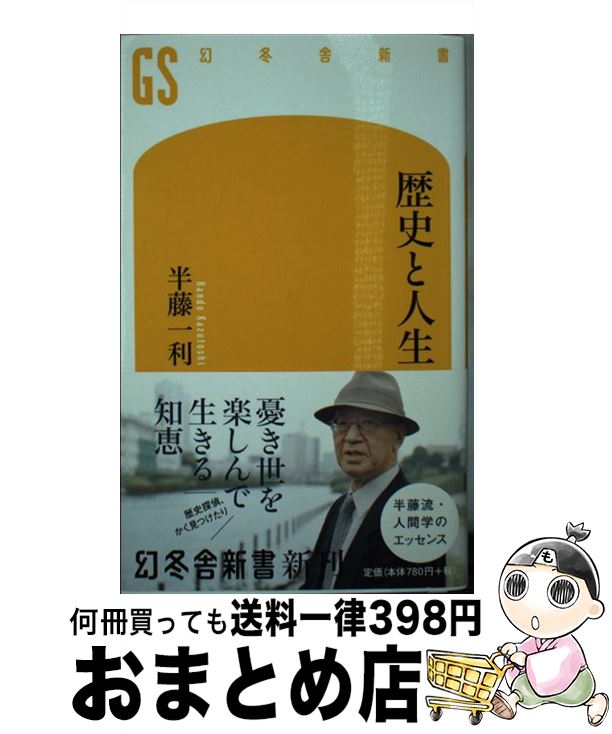 GS
幻冬舎新書
歴史と人生
半藤一利
Hando Kazutoshi
憂き世を
楽しんで
生きる
知恵
歴史探偵、
かく見つけたり
半藤流・
人間学の
エッセンス
幻冬舎新書 新刊
定価(本体780円+税)
も
何冊買っても送料一律398円
おまとめ店